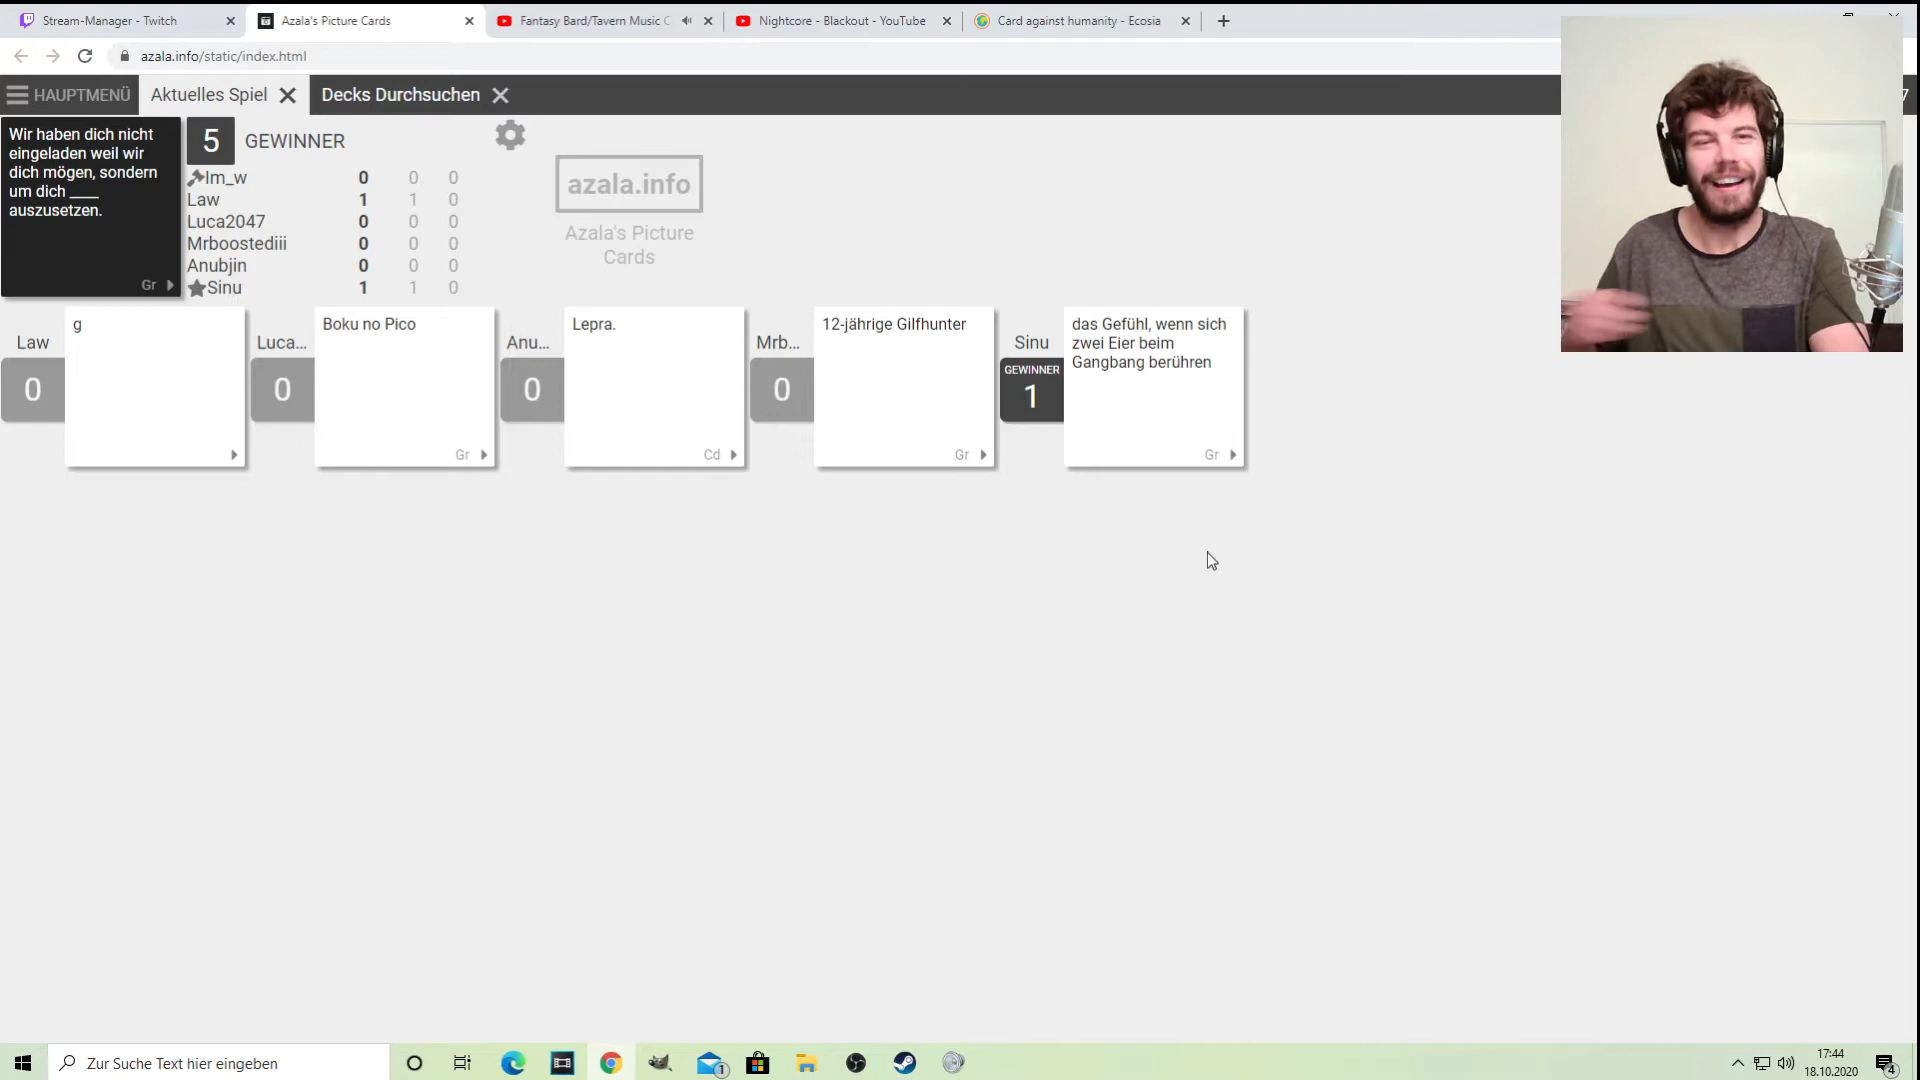 Stream-Manager - Twitch
Azala's Picture Cards
Fantasy Bard/Tavern Music
Nightcore - Blackout - YouTube
Card against humanity - Ecosia
azala.info/static/index.html
HAUPTMENÜ
Aktuelles Spiel
Decks Durchsuchen
7
Wir haben dich nicht
eingeladen weil wir
dich mögen, sondern
um dich ____
auszusetzen.
Gr
5 GEWINNER
Im_w 0 0 0
Law 1 1 0
Luca2047 0 0 0
Mrboostediii 0 0 0
Anubjin 0 0 0
Sinu 1 1 0
azala.info
Azala's Picture
Cards
Law
0
g
Luca...
0
Boku no Pico
Gr
Anu...
0
Lepra.
Cd
Mrb...
0
12-jährige Gilfhunter
Gr
Sinu
GEWINNER
1
das Gefühl, wenn sich
zwei Eier beim
Gangbang berühren
Gr
Zur Suche Text hier eingeben
1
17:44
18.10.2020
4